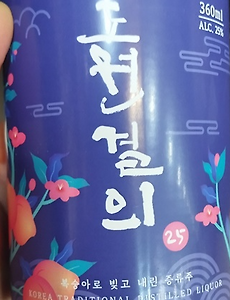 360ml
ALC. 25%
도원결의
25
복숭아로 빚고 내린 증류주
KOREA TRADITIONAL DISTILLED LIQUOR